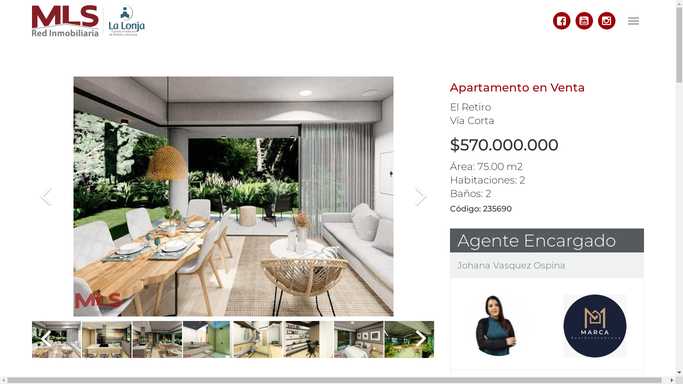 MLS
Red Inmobiliaria
La Lonja
Apartamento en Venta
El Retiro
Vía Corta
$570.000.000
Área: 75.00 m2
Habitaciones: 2
Baños: 2
Código: 235690
MLS
Agente Encargado
Johana Vasquez Ospina
MARCA